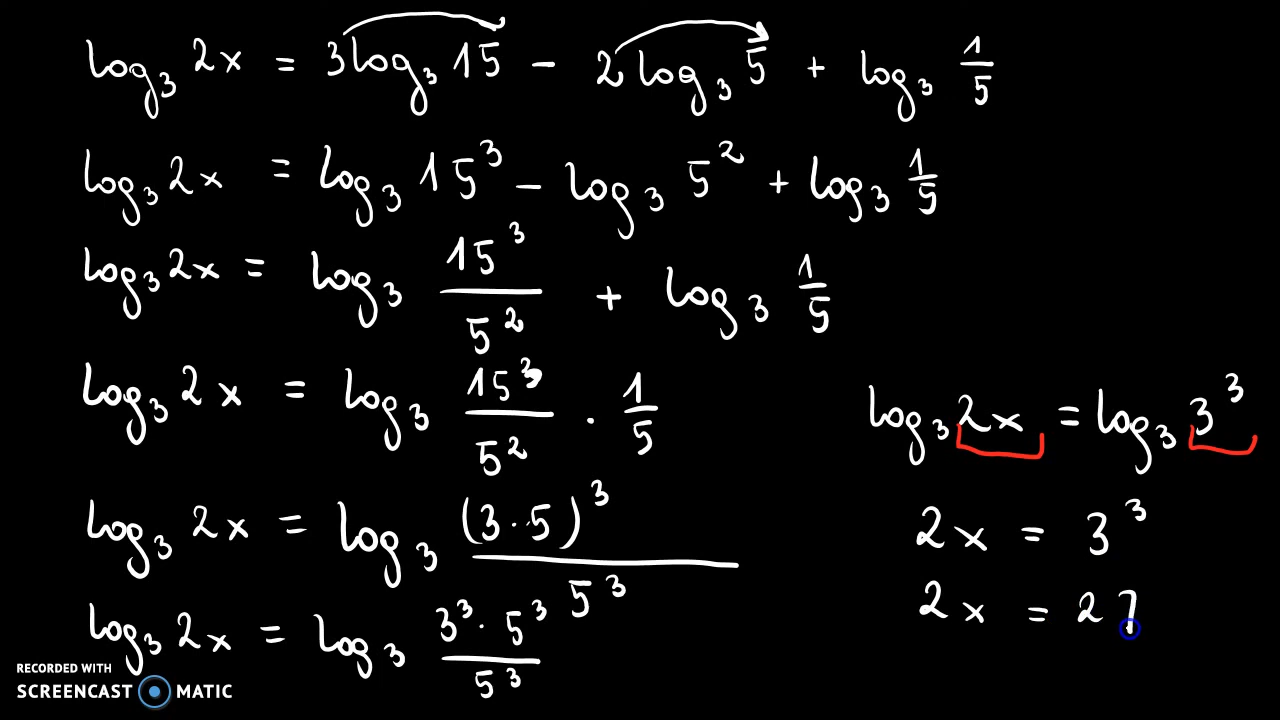 log₃ 2x = 3log₃ 15 − 2 log₃ 5 + log₃ 1/5
log₃ 2x = log₃ 15³ − log₃ 5² + log₃ 1/5
log₃ 2x = log₃ 15³/5² + log₃ 1/5
log₃ 2x = log₃ 15³/5² · 1/5
log₃ 2x = log₃ (3·5)³/5³
log₃ 2x = log₃ 3³·5³/5³
log₃ 2x = log₃ 3³
2x = 3³
2x = 27
RECORDED WITH
SCREENCAST MATIC